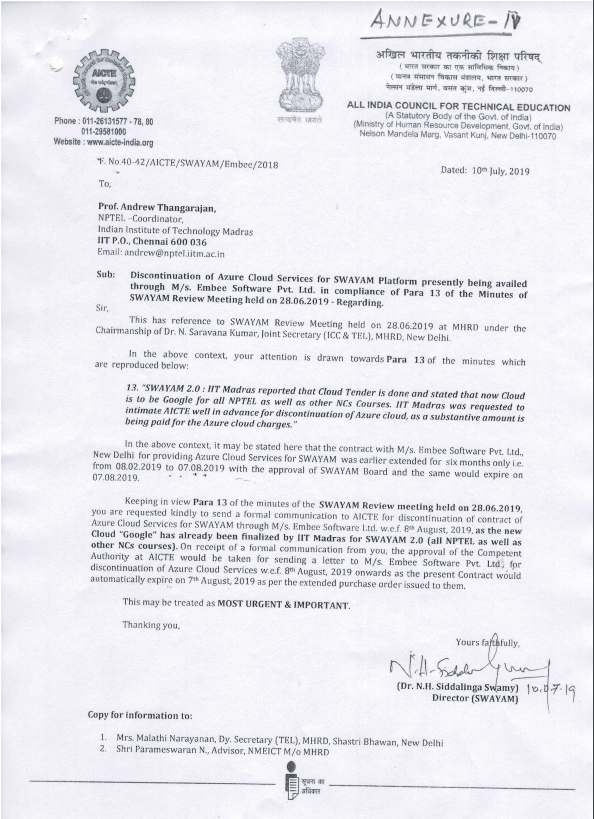 ANNEXURE-IV
AICTE
सत्यमेव जयते
अखिल भारतीय तकनीकी शिक्षा परिषद्
(भारत सरकार का एक सांविधिक निकाय)
(मानव संसाधन विकास मंत्रालय, भारत सरकार)
नेल्सन मंडेला मार्ग, वसंत कुंज, नई दिल्ली-110070
ALL INDIA COUNCIL FOR TECHNICAL EDUCATION
(A Statutory Body of the Govt. of India)
(Ministry of Human Resource Development, Govt. of India)
Nelson Mandela Marg, Vasant Kunj, New Delhi-110070
Phone : 011-26131577 - 78, 80
011-29581000
Website : www.aicte-india.org
F. No.40-42/AICTE/SWAYAM/Embee/2018
Dated: 10th July, 2019
To,
Prof. Andrew Thangarajan,
NPTEL -Coordinator,
Indian Institute of Technology Madras
IIT P.O., Chennai 600 036
Email: andrew@nptel.iitm.ac.in
Sub: Discontinuation of Azure Cloud Services for SWAYAM Platform presently being availed
through M/s. Embee Software Pvt. Ltd. in compliance of Para 13 of the Minutes of
SWAYAM Review Meeting held on 28.06.2019 - Regarding.
Sir,
This has reference to SWAYAM Review Meeting held on 28.06.2019 at MHRD under the
Chairmanship of Dr. N. Saravana Kumar, Joint Secretary (ICC & TEL), MHRD, New Delhi.
In the above context, your attention is drawn towards Para 13 of the minutes which
are reproduced below:
13. "SWAYAM 2.0 : IIT Madras reported that Cloud Tender is done and stated that now Cloud
is to be Google for all NPTEL as well as other NCs Courses. IIT Madras was requested to
intimate AICTE well in advance for discontinuation of Azure cloud, as a substantive amount is
being paid for the Azure cloud charges."
In the above context, it may be stated here that the contract with M/s. Embee Software Pvt. Ltd.,
New Delhi for providing Azure Cloud Services for SWAYAM was earlier extended for six months only i.e.
from 08.02.2019 to 07.08.2019 with the approval of SWAYAM Board and the same would expire on
07.08.2019.
Keeping in view Para 13 of the minutes of the SWAYAM Review meeting held on 28.06.2019,
you are requested kindly to send a formal communication to AICTE for discontinuation of contract of
Azure Cloud Services for SWAYAM through M/s. Embee Software Ltd. w.e.f. 8th August, 2019, as the new
Cloud "Google" has already been finalized by IIT Madras for SWAYAM 2.0 (all NPTEL as well as
other NCs courses). On receipt of a formal communication from you, the approval of the Competent
Authority at AICTE would be taken for sending a letter to M/s. Embee Software Pvt. Ltd., for
discontinuation of Azure Cloud Services w.e.f. 8th August, 2019 onwards as the present Contract would
automatically expire on 7th August, 2019 as per the extended purchase order issued to them.
This may be treated as MOST URGENT & IMPORTANT.
Thanking you,
Yours faithfully,
(Dr. N.H. Siddalinga Swamy)
Director (SWAYAM)
Copy for information to:
1. Mrs. Malathi Narayanan, Dy. Secretary (TEL), MHRD, Shastri Bhawan, New Delhi
2. Shri Parameswaran N., Advisor, NMEICT M/o MHRD
सूचना का
अधिकार